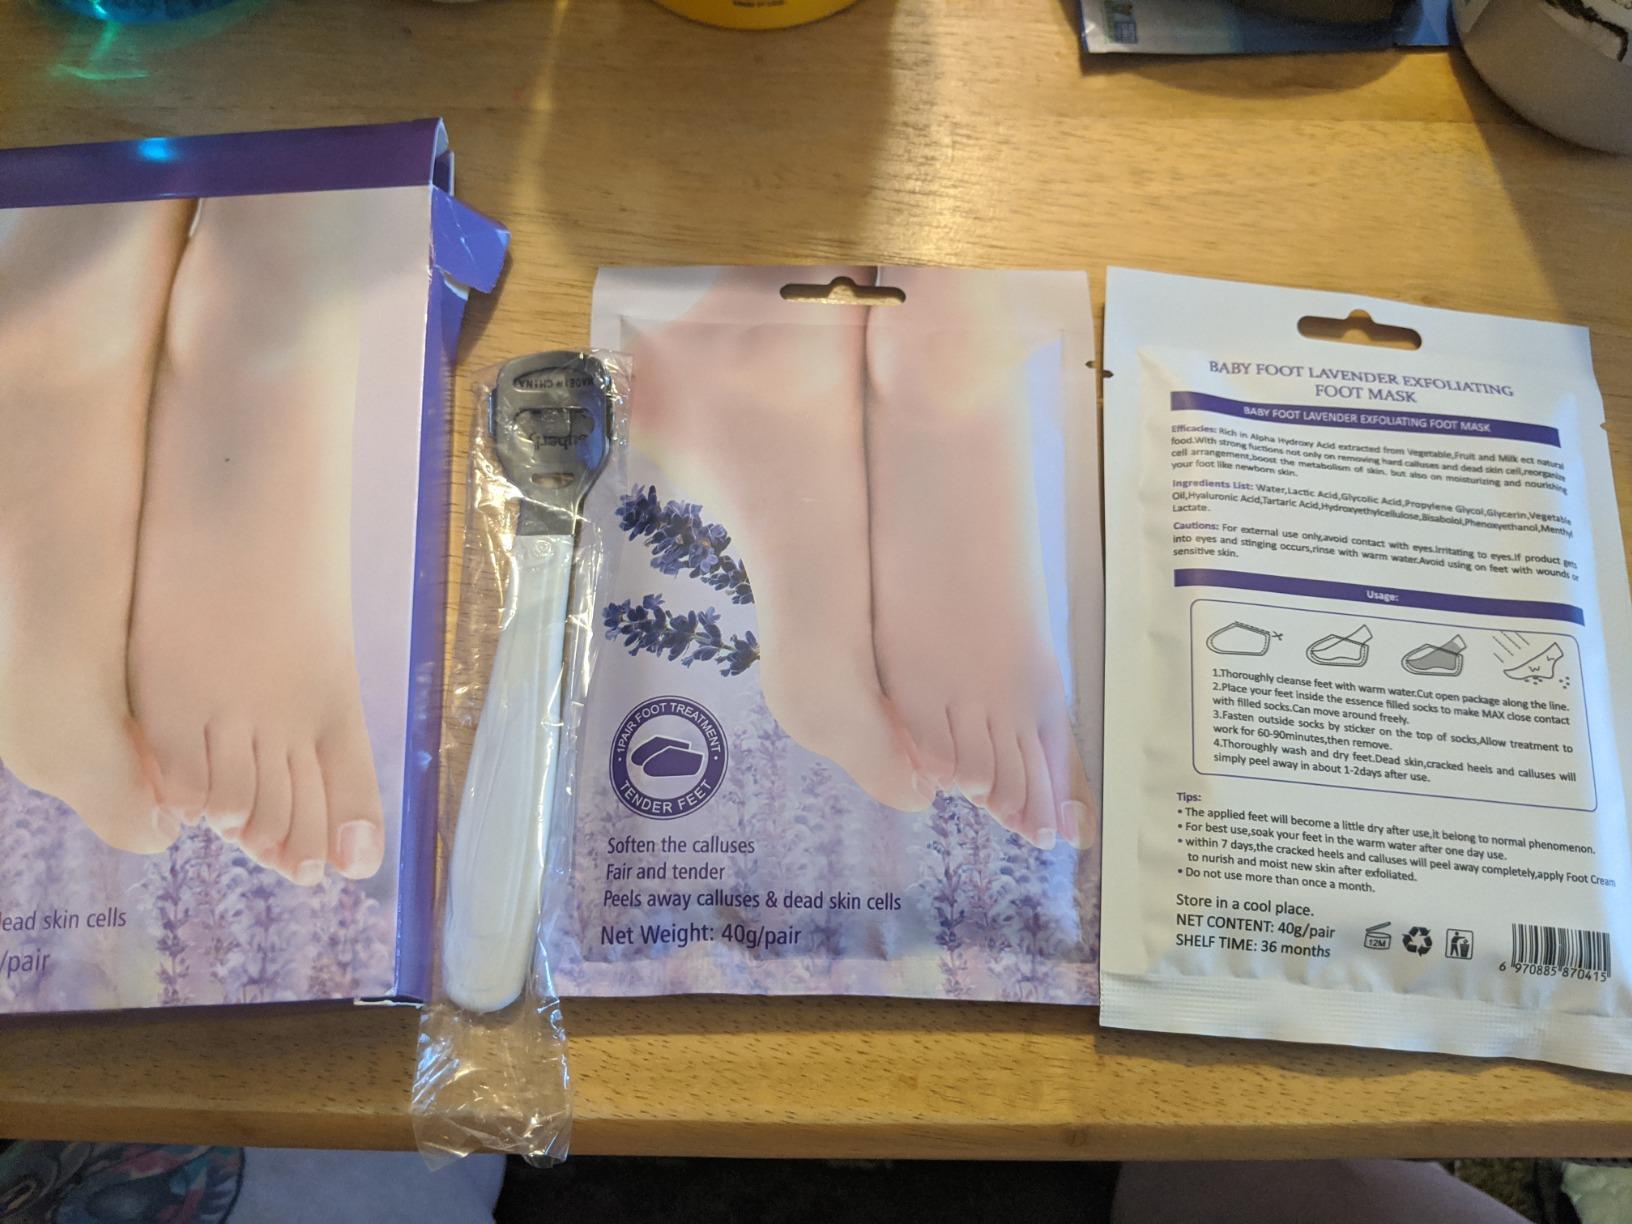 ead skin cells
/pair
MADE IN CHINA
1PAIR FOOT TREATMENT
TENDER FEET
Soften the calluses
Fair and tender
Peels away calluses & dead skin cells
Net Weight: 40g/pair
BABY FOOT LAVENDER EXFOLIATING
FOOT MASK
BABY FOOT LAVENDER EXFOLIATING FOOT MASK
Efficacies: Rich in Alpha Hydroxy Acid extracted from Vegetable,Fruit and Milk ect natural
food.With strong fuctions not only on removing hard calluses and dead skin cell,reorganize
cell arrangement,boost the metabolism of skin. but also on moisturizing and nourishing
your foot like newborn skin.
Ingredients List: Water,Lactic Acid,Glycolic Acid,Propylene Glycol,Glycerin,Vegetable
Oil,Hyaluronic Acid,Tartaric Acid,Hydroxyethylcellulose,Bisabolol,Phenoxyethanol,Menthyl
Lactate.
Cautions: For external use only,avoid contact with eyes.Irritating to eyes.If product gets
into eyes and stinging occurs,rinse with warm water.Avoid using on feet with wounds or
sensitive skin.
Usage:
1.Thoroughly cleanse feet with warm water.Cut open package along the line.
2.Place your feet inside the essence filled socks to make MAX close contact
with filled socks.Can move around freely.
3.Fasten outside socks by sticker on the top of socks,Allow treatment to
work for 60-90minutes,then remove.
4.Thoroughly wash and dry feet.Dead skin,cracked heels and calluses will
simply peel away in about 1-2days after use.
Tips:
• The applied feet will become a little dry after use,it belong to normal phenomenon.
• For best use,soak your feet in the warm water after one day use.
• within 7 days,the cracked heels and calluses will peel away completely,apply Foot Cream
to nurish and moist new skin after exfoliated.
• Do not use more than once a month.
Store in a cool place.
NET CONTENT: 40g/pair
SHELF TIME: 36 months
12M
6 970885 870415